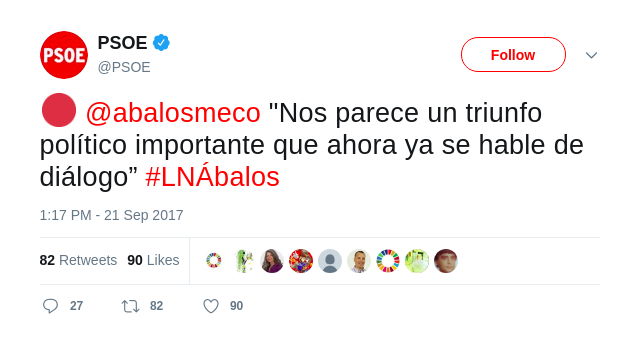 PSOE
PSOE
@PSOE
Follow
@abalosmeco "Nos parece un triunfo
político importante que ahora ya se hable de
diálogo” #LNÁbalos
1:17 PM - 21 Sep 2017
82 Retweets 90 Likes
27 82 90